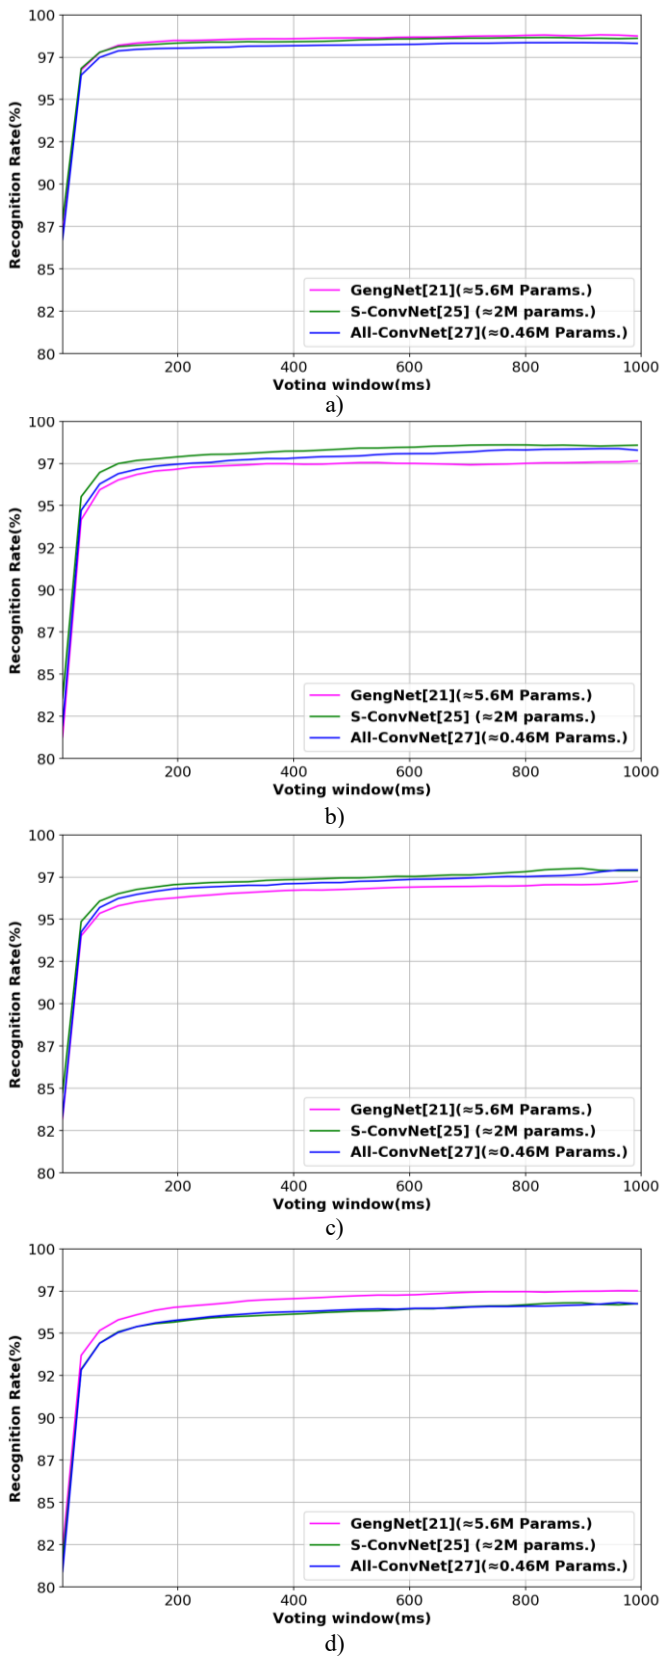 100
97
95
92
90
87
85
82
80
Recognition Rate(%)
GengNet[21](≈5.6M Params.)
S-ConvNet[25] (≈2M params.)
All-ConvNet[27](≈0.46M Params.)
200 400 600 800 1000
Voting window(ms)
a)
100
97
95
92
90
87
85
82
80
Recognition Rate(%)
GengNet[21](≈5.6M Params.)
S-ConvNet[25] (≈2M params.)
All-ConvNet[27](≈0.46M Params.)
200 400 600 800 1000
Voting window(ms)
b)
100
97
95
92
90
87
85
82
80
Recognition Rate(%)
GengNet[21](≈5.6M Params.)
S-ConvNet[25] (≈2M params.)
All-ConvNet[27](≈0.46M Params.)
200 400 600 800 1000
Voting window(ms)
c)
100
97
95
92
90
87
85
82
80
Recognition Rate(%)
GengNet[21](≈5.6M Params.)
S-ConvNet[25] (≈2M params.)
All-ConvNet[27](≈0.46M Params.)
200 400 600 800 1000
Voting window(ms)
d)